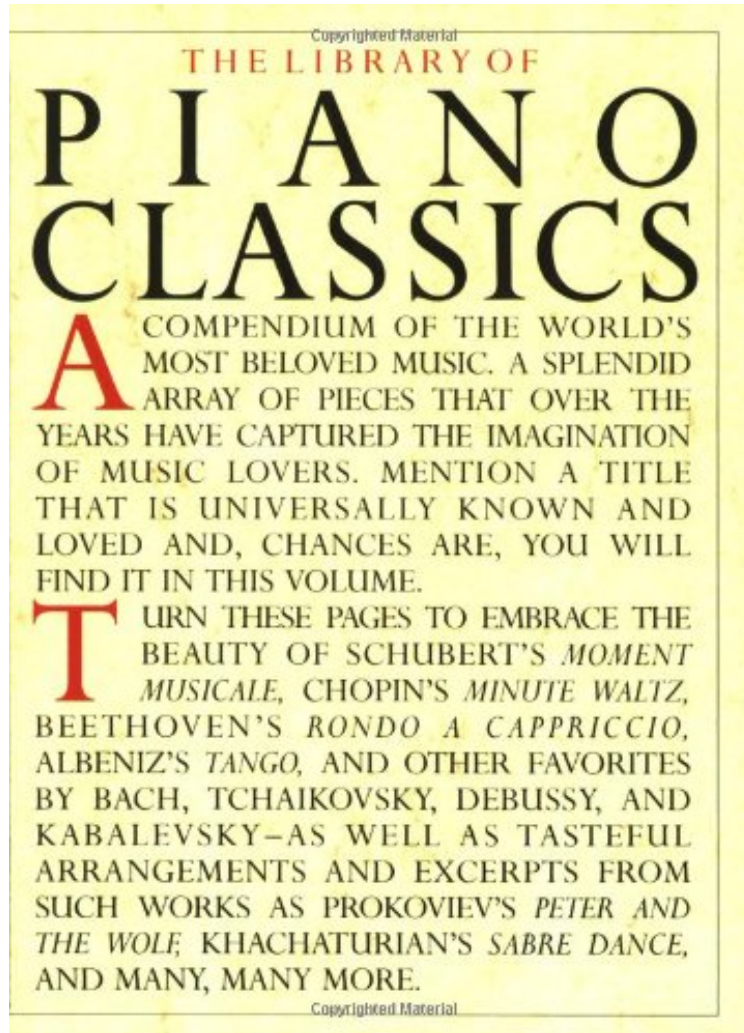 Copyrighted Material
THE LIBRARY OF
PIANO
CLASSICS
A COMPENDIUM OF THE WORLD'S
MOST BELOVED MUSIC. A SPLENDID
ARRAY OF PIECES THAT OVER THE
YEARS HAVE CAPTURED THE IMAGINATION
OF MUSIC LOVERS. MENTION A TITLE
THAT IS UNIVERSALLY KNOWN AND
LOVED AND, CHANCES ARE, YOU WILL
FIND IT IN THIS VOLUME.
TURN THESE PAGES TO EMBRACE THE
BEAUTY OF SCHUBERT'S MOMENT
MUSICALE, CHOPIN'S MINUTE WALTZ,
BEETHOVEN'S RONDO A CAPPRICCIO,
ALBENIZ'S TANGO, AND OTHER FAVORITES
BY BACH, TCHAIKOVSKY, DEBUSSY, AND
KABALEVSKY–AS WELL AS TASTEFUL
ARRANGEMENTS AND EXCERPTS FROM
SUCH WORKS AS PROKOVIEV'S PETER AND
THE WOLF, KHACHATURIAN'S SABRE DANCE,
AND MANY, MANY MORE.
Copyrighted Material